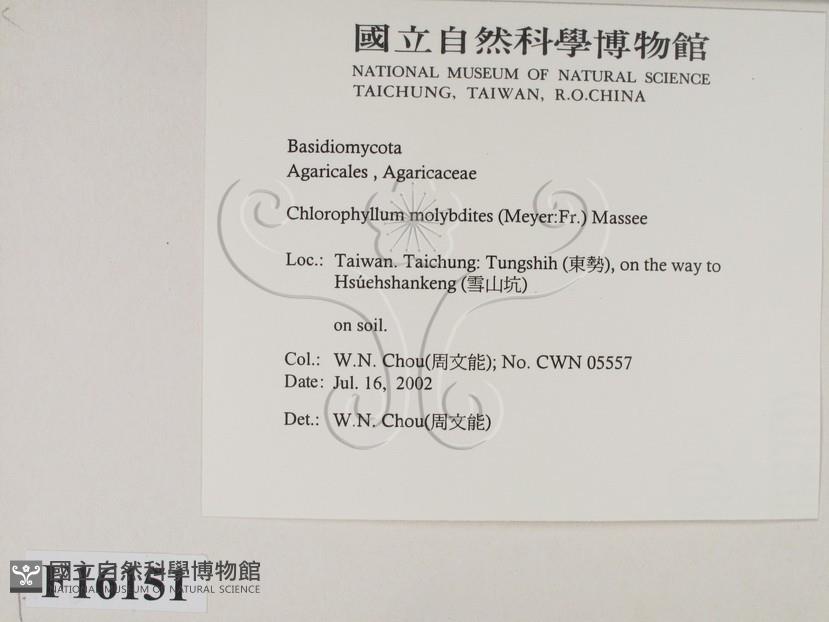 國立自然科學博物館
NATIONAL MUSEUM OF NATURAL SCIENCE
TAICHUNG, TAIWAN, R.O.CHINA
Basidiomycota
Agaricales , Agaricaceae
Chlorophyllum molybdites (Meyer:Fr.) Massee
Loc.: Taiwan. Taichung: Tungshih (東勢), on the way to
Hsúehshankeng (雪山坑)
on soil.
Col.: W.N. Chou(周文能); No. CWN 05557
Date: Jul. 16, 2002
Det.: W.N. Chou(周文能)
國立自然科學博物館
NATIONAL MUSEUM OF NATURAL SCIENCE
F16151